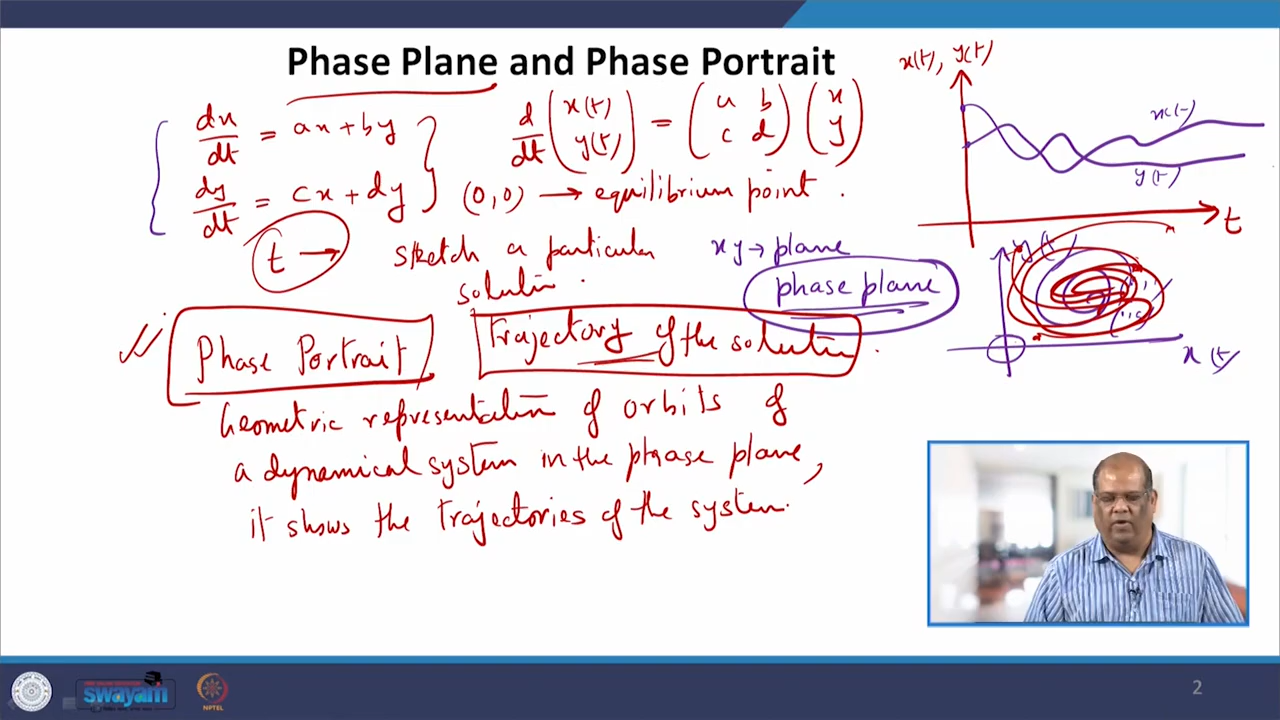 Phase Plane and Phase Portrait
dx/dt = ax + by
dy/dt = cx + dy
d/dt (x(t) y(t)) = (a b c d) (x y)
(0,0) → equilibrium point .
t →
sketch a particular
solution .
xy → plane
phase plane
Phase Portrait
Trajectory of the solution .
Geometric representation of orbits of
a dynamical system in the phase plane ,
it shows the trajectories of the system .
x(t), y(t)
x(t)
y(t)
t
y(t)
x(t)
swayam
NPTEL
2